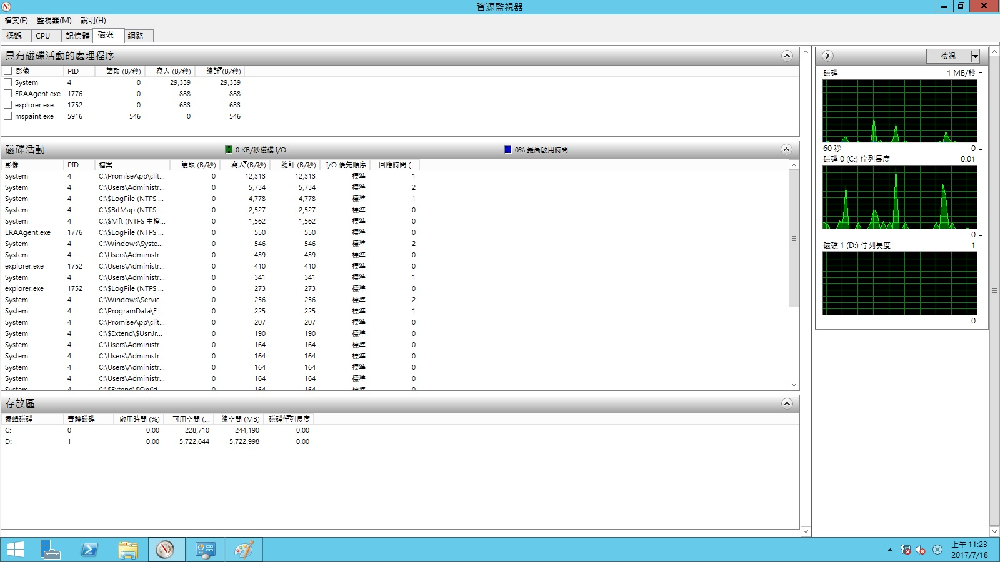 資源監視器
檔案(F) 監視器(M) 說明(H)
概觀 CPU 記憶體 磁碟 網路
具有磁碟活動的處理程序
影像 PID 讀取 (B/秒) 寫入 (B/秒) 總計 (B/秒)
System 4 0 29,339 29,339
ERAAgent.exe 1776 0 888 888
explorer.exe 1752 0 683 683
mspaint.exe 5916 546 0 546
磁碟活動 0 KB/秒磁碟 I/O 0% 最高啟用時間
影像 PID 檔案 讀取 (B/秒) 寫入 (B/秒) 總計 (B/秒) I/O 優先順序 回應時間 (...
System 4 C:\PromiseApp\clit... 0 12,313 12,313 標準 1
System 4 C:\Users\Administr... 0 5,734 5,734 標準 2
System 4 C:\$LogFile (NTFS ... 0 4,778 4,778 標準 1
System 4 C:\$BitMap (NTFS ... 0 2,527 2,527 標準 0
System 4 C:\$Mft (NTFS 主檔... 0 1,562 1,562 標準 0
ERAAgent.exe 1776 C:\$LogFile (NTFS ... 0 550 550 標準 0
System 4 C:\Windows\Syste... 0 546 546 標準 2
System 4 C:\Users\Administr... 0 439 439 標準 0
explorer.exe 1752 C:\Users\Administr... 0 410 410 標準 0
System 4 C:\Users\Administr... 0 341 341 標準 1
explorer.exe 1752 C:\$LogFile (NTFS ... 0 273 273 標準 0
System 4 C:\Windows\Servic... 0 256 256 標準 2
System 4 C:\ProgramData\E... 0 225 225 標準 1
System 4 C:\PromiseApp\clit... 0 207 207 標準 0
System 4 C:\$Extend\$UsnJr... 0 190 190 標準 0
System 4 C:\Users\Administr... 0 164 164 標準 0
System 4 C:\Users\Administr... 0 164 164 標準 0
System 4 C:\Users\Administr... 0 164 164 標準 0
System 4 C:\Users\Administr... 0 164 164 標準 0
System 4 C:\$Extend\$ObjId... 0 164 164 標準 0
存放區
邏輯磁碟 實體磁碟 啟用時間 (%) 可用空間 (... 總空間 (MB) 磁碟佇列長度
C: 0 0.00 228,710 244,190 0.00
D: 1 0.00 5,722,644 5,722,998 0.00
檢視
磁碟 1 MB/秒
60 秒 0
磁碟 0 (C:) 佇列長度 0.01
0
磁碟 1 (D:) 佇列長度 1
0
上午 11:23
2017/7/18